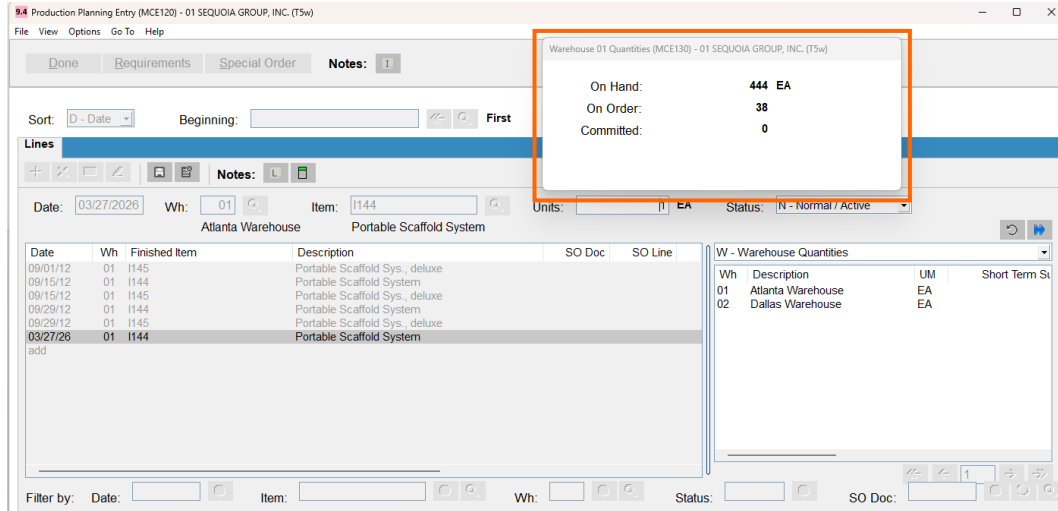 9.4 Production Planning Entry (MCE120) - 01 SEQUOIA GROUP, INC. (T5w)
File View Options Go To Help
Done Requirements Special Order Notes: I
Warehouse 01 Quantities (MCE130) - 01 SEQUOIA GROUP, INC. (T5w)
On Hand: 444 EA
On Order: 38
Committed: 0
Sort: D - Date Beginning: First
Lines
Notes: L
Date: 03/27/2026 Wh: 01 Item: I144 Units: EA Status: N - Normal / Active
Atlanta Warehouse Portable Scaffold System
Date Wh Finished Item Description SO Doc SO Line
09/01/12 01 I145 Portable Scaffold Sys., deluxe
09/15/12 01 I144 Portable Scaffold System
09/15/12 01 I145 Portable Scaffold Sys., deluxe
09/29/12 01 I144 Portable Scaffold System
09/29/12 01 I145 Portable Scaffold Sys., deluxe
03/27/26 01 I144 Portable Scaffold System
add
W - Warehouse Quantities
Wh Description UM Short Term
01 Atlanta Warehouse EA
02 Dallas Warehouse EA
1
Filter by: Date: Item: Wh: Status: SO Doc: